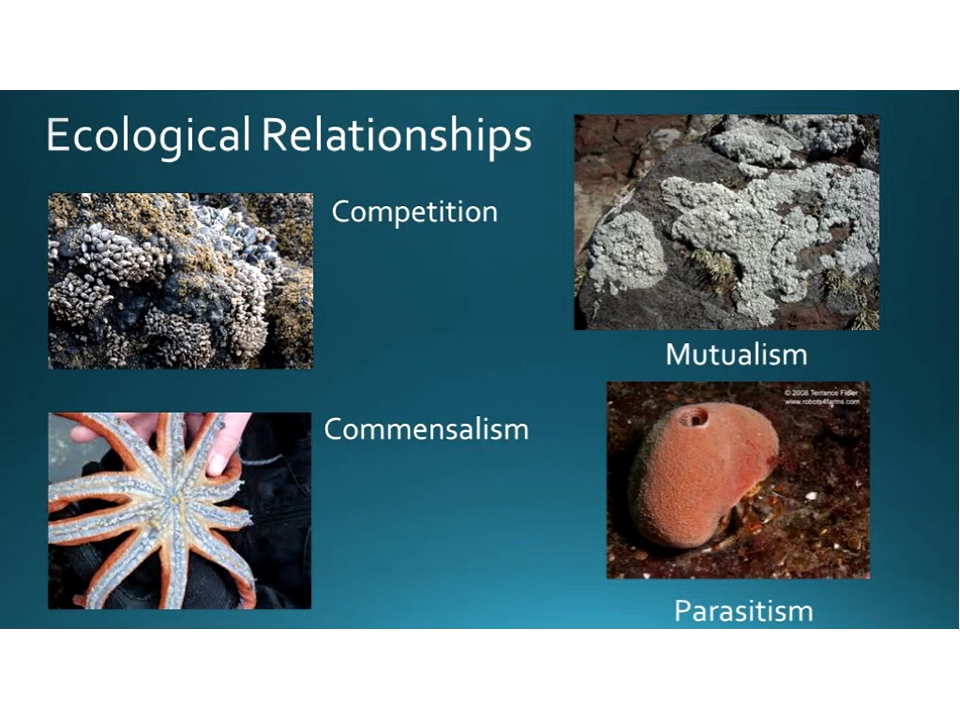 Ecological Relationships
Competition
Mutualism
© 2008 Terrance Fidler
www.robots4farms.com
Commensalism
Parasitism